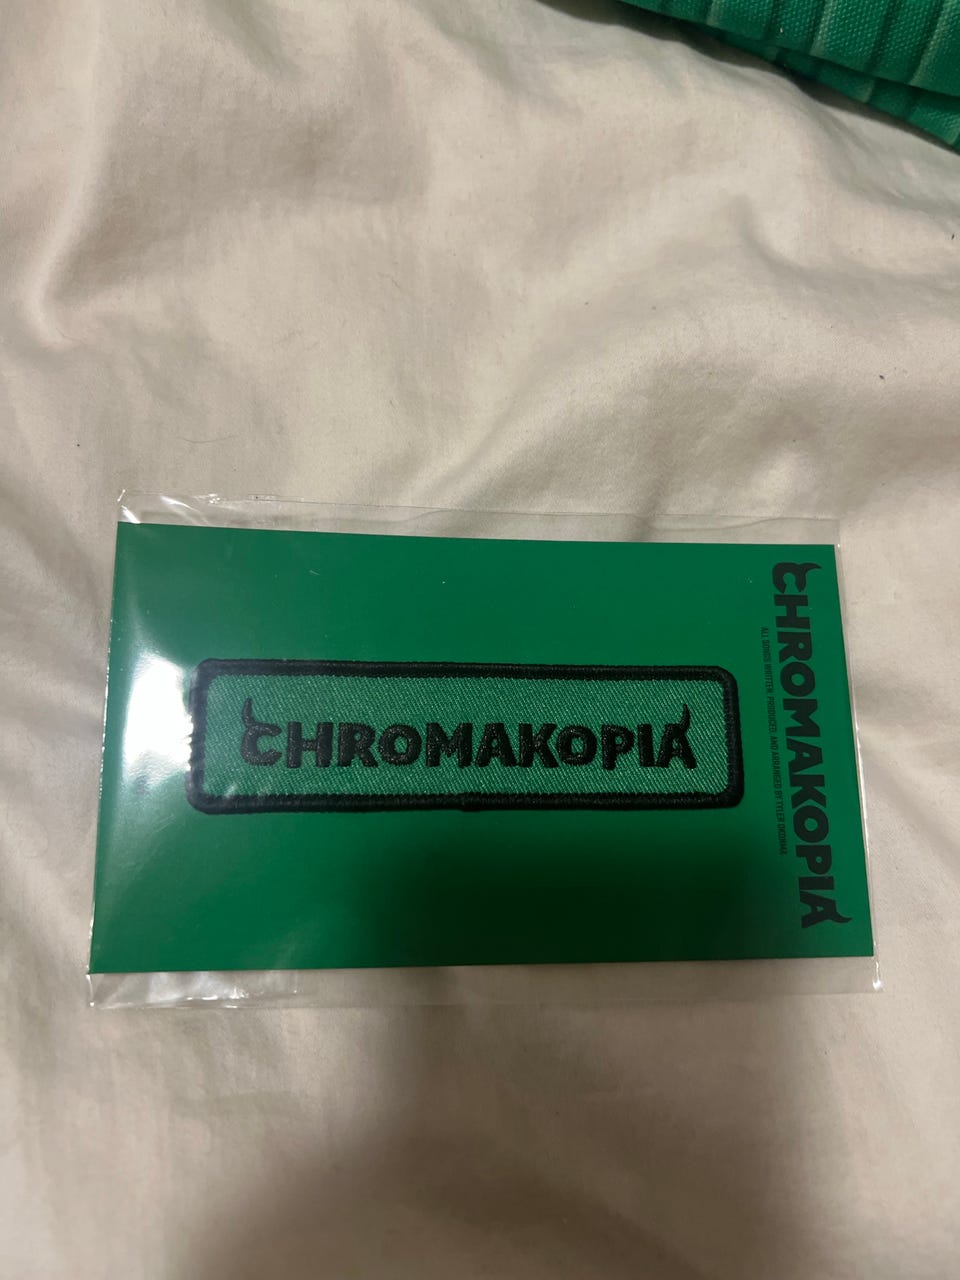 CHROMAKOPIA
CHROMAKOPIA
ALL SONGS WRITTEN, PRODUCED, AND ARRANGED BY TYLER OKONMA